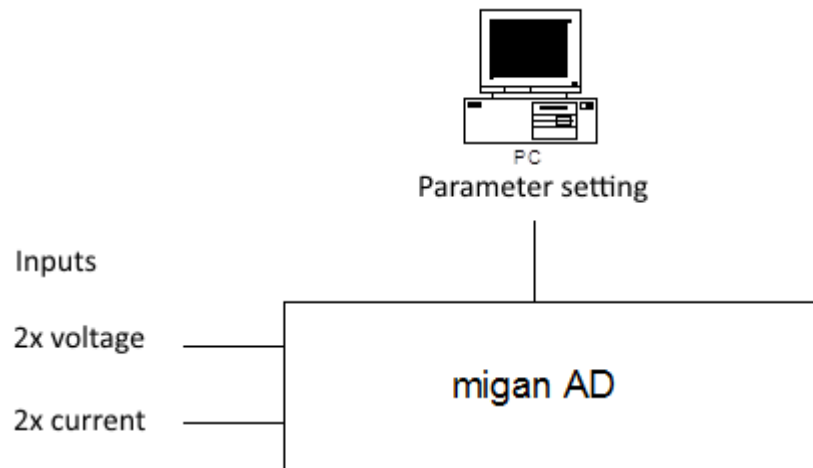 PC
Parameter setting
Inputs
2x voltage
migan AD
2x current